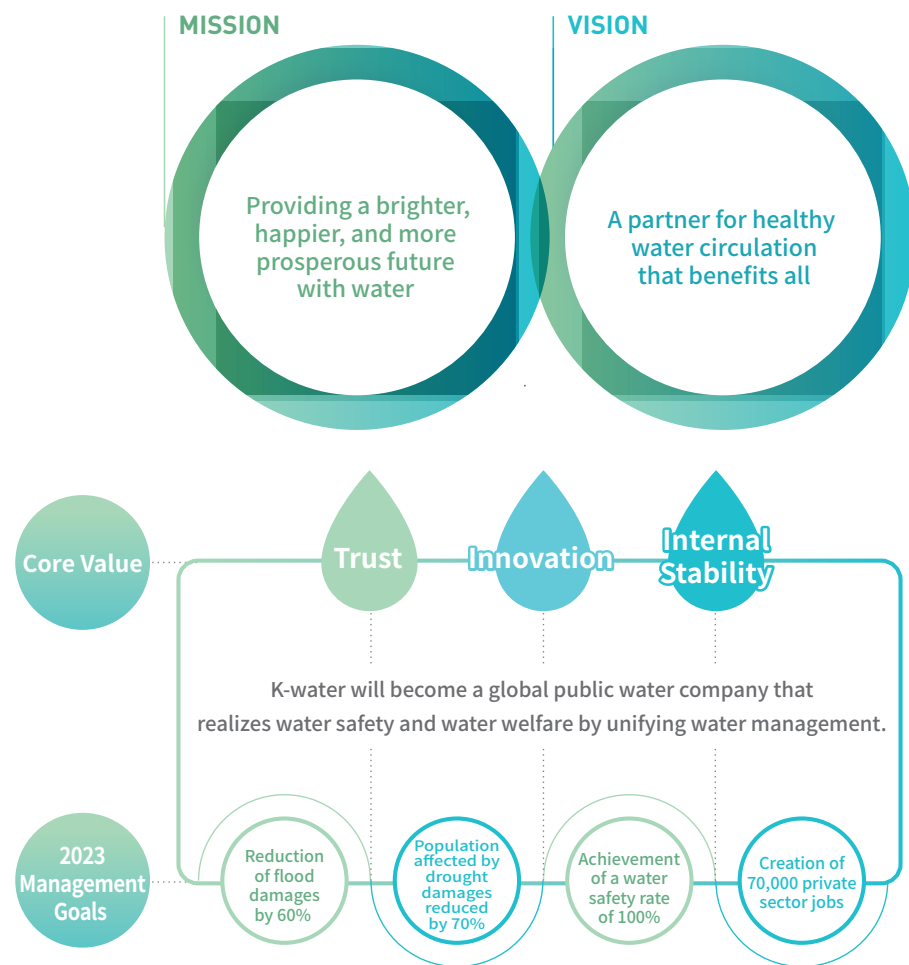 MISSION
VISION
Providing a brighter,
happier, and more
prosperous future
with water
A partner for healthy
water circulation
that benefits all
Core Value
Trust
Innovation
Internal
Stability
K-water will become a global public water company that
realizes water safety and water welfare by unifying water management.
2023
Management
Goals
Reduction
of flood
damages
by 60%
Population
affected by
drought
damages
reduced
by 70%
Achievement
of a water
safety rate
of 100%
Creation of
70,000 private
sector jobs